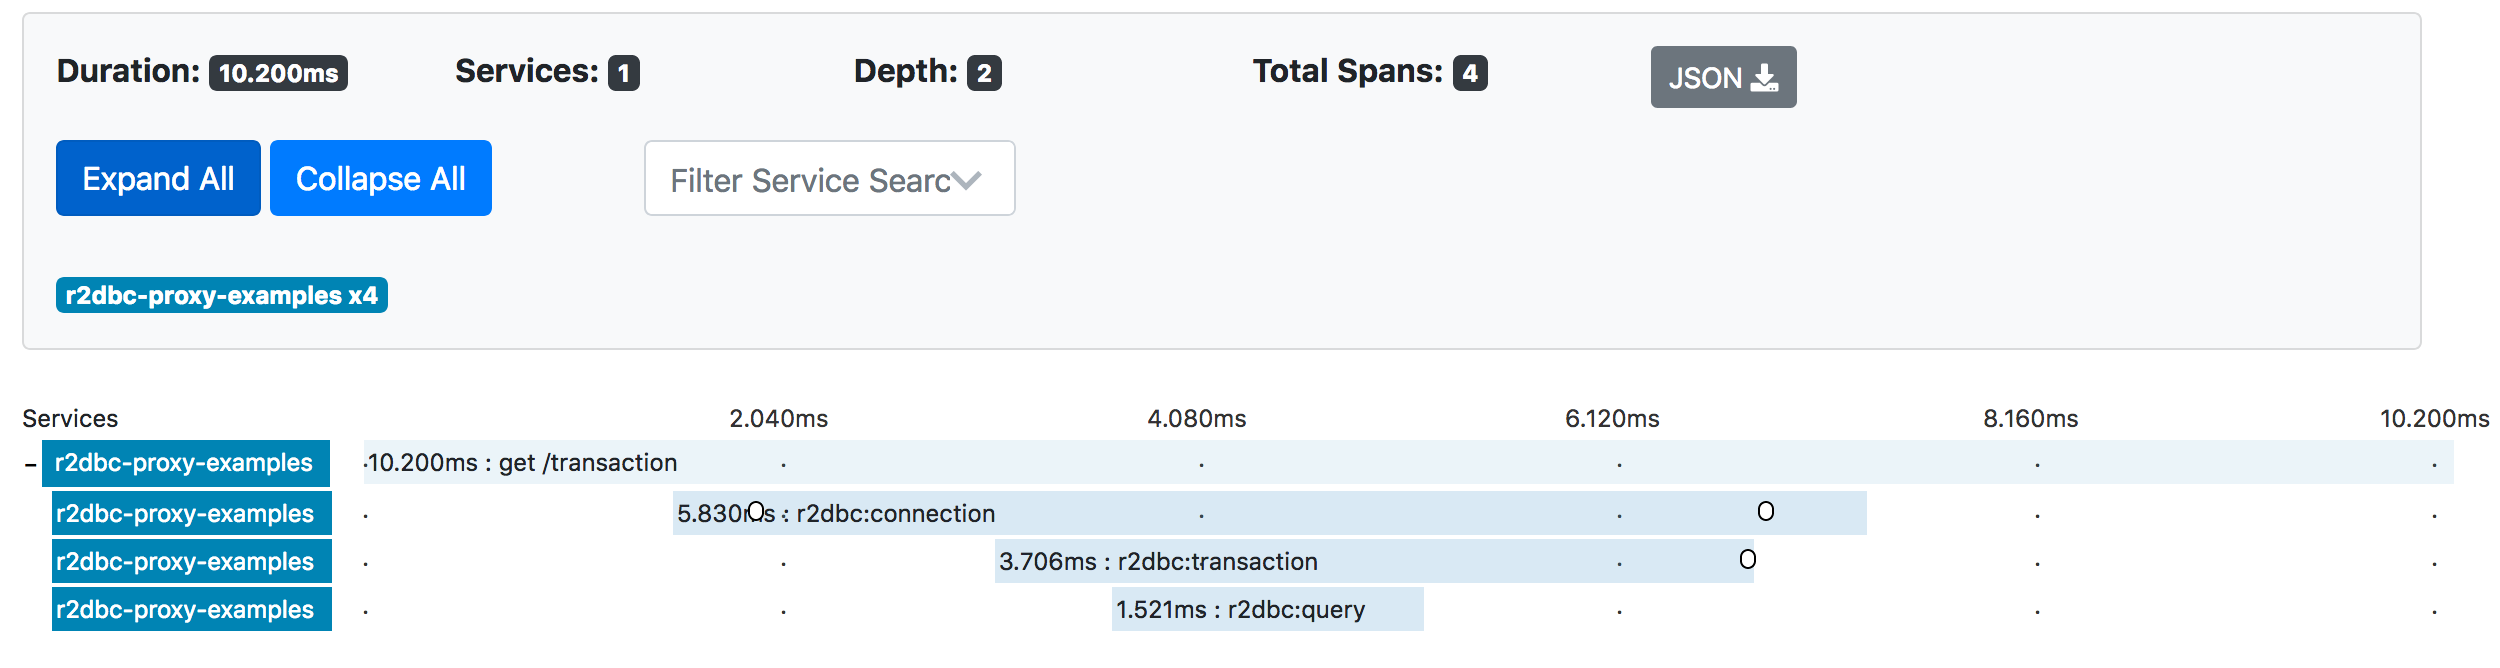 Duration: 10.200ms Services: 1 Depth: 2 Total Spans: 4 JSON
Expand All Collapse All Filter Service Searc
r2dbc-proxy-examples x4
Services 2.040ms 4.080ms 6.120ms 8.160ms 10.200ms
- r2dbc-proxy-examples 10.200ms : get /transaction
r2dbc-proxy-examples 5.830ms : r2dbc:connection
r2dbc-proxy-examples 3.706ms : r2dbc:transaction
r2dbc-proxy-examples 1.521ms : r2dbc:query